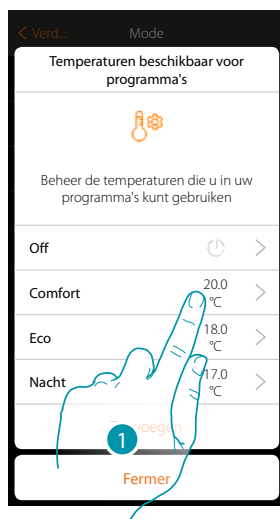 < Verd... Mode
Temperaturen beschikbaar voor
programma's
Beheer de temperaturen die u in uw
programma's kunt gebruiken
Off
Comfort 20.0 °C
Eco 18.0 °C
Nacht 17.0 °C
1
Fermer